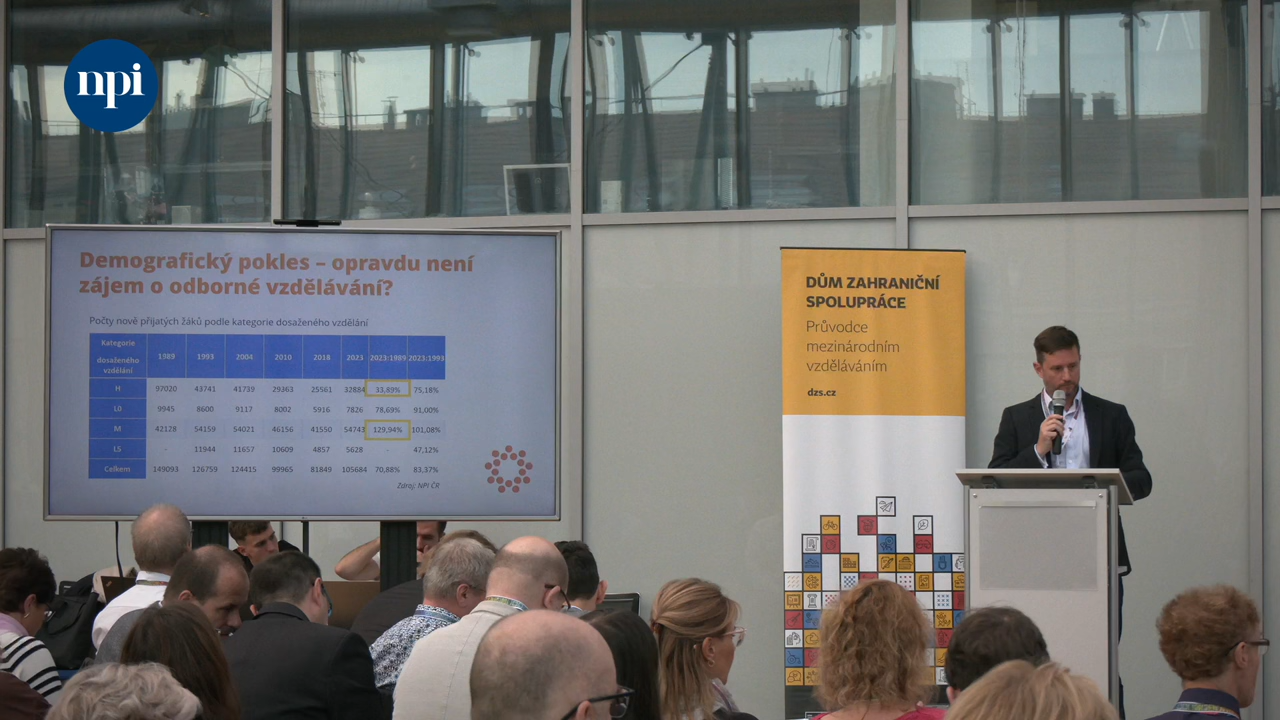 npi
Demografický pokles – opravdu není
zájem o odborné vzdělávání?
Počty nově přijatých žáků podle kategorie dosaženého vzdělání
Kategorie
dosaženého
vzdělání
1989 1993 2004 2010 2018 2023 2023:1989 2023:1993
H 97020 43741 41739 29363 25561 32884 33,89% 75,18%
L0 9945 8600 9117 8002 5916 7826 78,69% 91,00%
M 42128 54159 54021 46156 41550 54743 129,94% 101,08%
L5 - 11944 11657 10609 4857 5628 - 47,12%
Celkem 149093 126759 124415 99965 81849 105684 70,88% 83,37%
Zdroj: NPI ČR
DŮM ZAHRANIČNÍ
SPOLUPRÁCE
Průvodce
mezinárodním
vzděláváním
dzs.cz